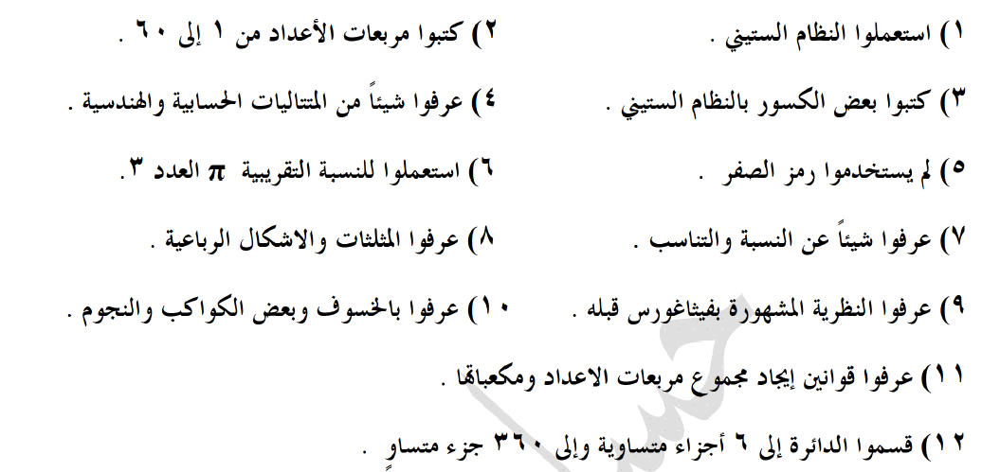 ١) استعملوا النظام الستيني . ٢) كتبوا مربعات الأعداد من ١ إلى ٦٠ .
٣) كتبوا بعض الكسور بالنظام الستيني . ٤) عرفوا شيئاً من المتتاليات الحسابية والهندسية .
٥) لم يستخدموا رمز الصفر . ٦) استعملوا للنسبة التقريبية π العدد ٣.
٧) عرفوا شيئاً عن النسبة والتناسب . ٨) عرفوا المثلثات والاشكال الرباعية .
٩) عرفوا النظرية المشهورة بفيثاغورس قبله . ١٠) عرفوا بالخسوف وبعض الكواكب والنجوم .
١١) عرفوا قوانين إيجاد مجموع مربعات الاعداد ومكعباتها .
١٢) قسموا الدائرة إلى ٦ أجزاء متساوية وإلى ٣٦٠ جزء متساوٍ .